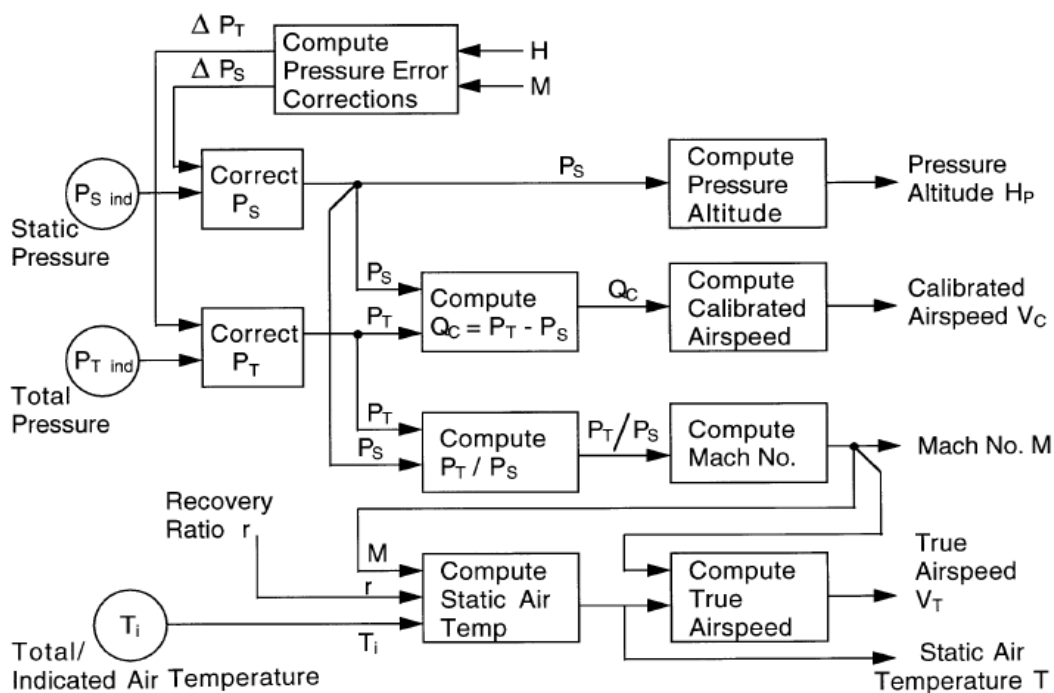 Δ P_T
Δ P_S
Compute
Pressure Error
Corrections
H
M
P_S ind
Static
Pressure
Correct
P_S
P_S
Compute
Pressure
Altitude
Pressure
Altitude H_P
P_S
P_T
Compute
Q_C = P_T - P_S
Q_C
Compute
Calibrated
Airspeed
Calibrated
Airspeed V_C
P_T ind
Total
Pressure
Correct
P_T
P_T
P_S
Compute
P_T / P_S
P_T/P_S
Compute
Mach No.
Mach No. M
Recovery
Ratio r
M
r
T_i
Compute
Static Air
Temp
Compute
True
Airspeed
True
Airspeed
V_T
T_i
Total/
Indicated Air Temperature
Static Air
Temperature T